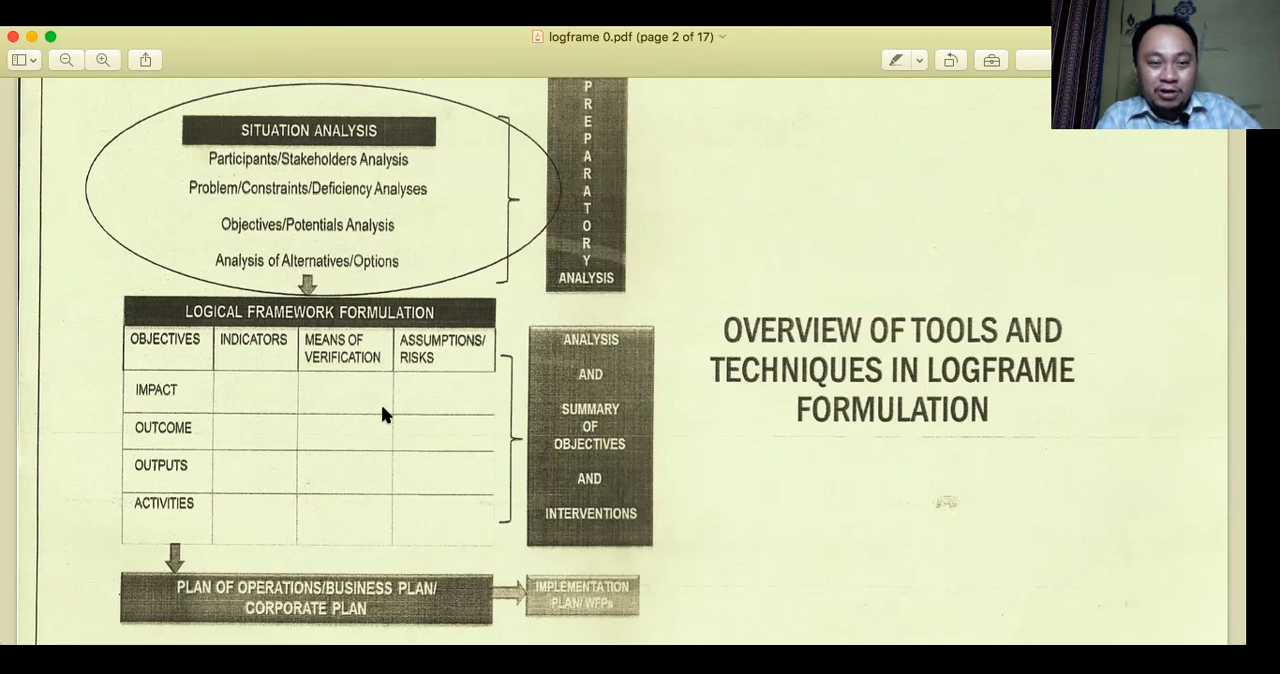 logframe 0.pdf (page 2 of 17)
SITUATION ANALYSIS
Participants/Stakeholders Analysis
Problem/Constraints/Deficiency Analyses
Objectives/Potentials Analysis
Analysis of Alternatives/Options
P
R
E
P
A
R
A
T
O
R
Y
ANALYSIS
LOGICAL FRAMEWORK FORMULATION
OBJECTIVES
INDICATORS
MEANS OF
VERIFICATION
ASSUMPTIONS/
RISKS
IMPACT
OUTCOME
OUTPUTS
ACTIVITIES
ANALYSIS
AND
SUMMARY
OF
OBJECTIVES
AND
INTERVENTIONS
PLAN OF OPERATIONS/BUSINESS PLAN/
CORPORATE PLAN
IMPLEMENTATION
PLAN/ WFPs
OVERVIEW OF TOOLS AND
TECHNIQUES IN LOGFRAME
FORMULATION